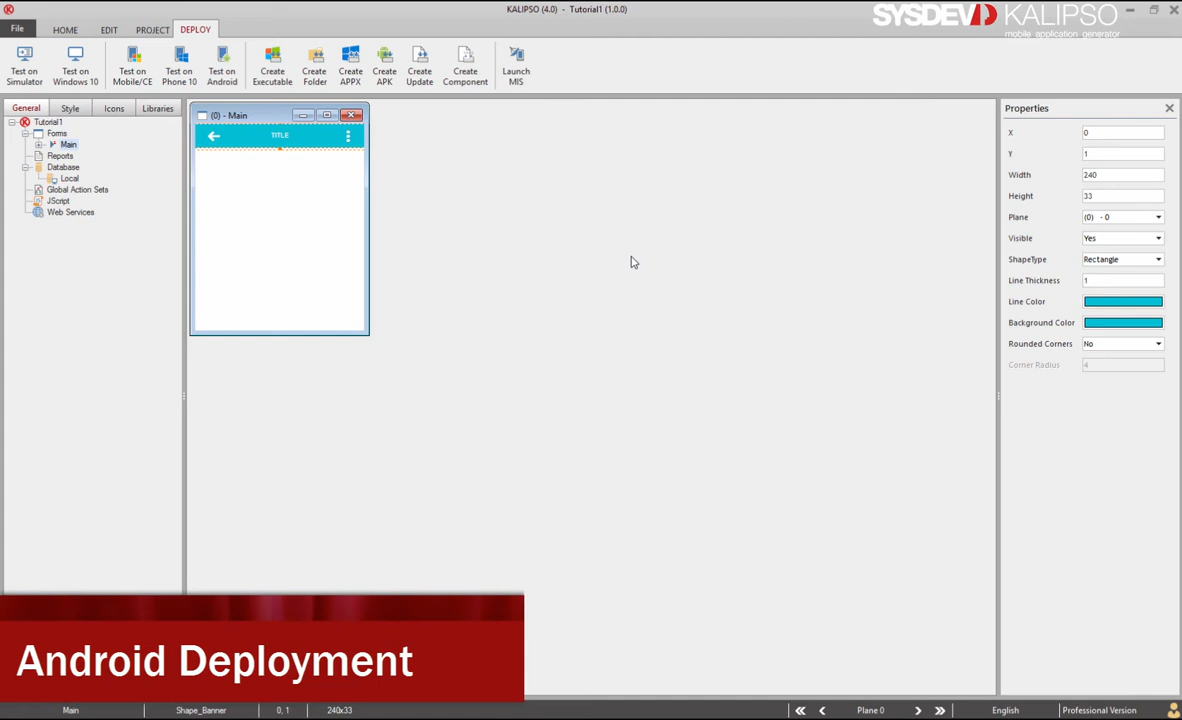 KALIPSO (4.0) - Tutorial1 (1.0.0)
SYSDEV KALIPSO
mobile application generator
File HOME EDIT PROJECT DEPLOY
Test on Simulator
Test on Windows 10
Test on Mobile/CE
Test on Phone 10
Test on Android
Create Executable
Create Folder
Create APPX
Create APK
Create Update
Create Component
Launch MIS
General Style Icons Libraries
Tutorial1
Forms
Main
Reports
Database
Local
Global Action Sets
JScript
Web Services
(0) - Main
TITLE
Properties
X 0
Y 1
Width 240
Height 33
Plane (0) - 0
Visible Yes
ShapeType Rectangle
Line Thickness 1
Line Color
Background Color
Rounded Corners No
Corner Radius 4
Android Deployment
Main Shape_Banner 0, 1 240x33 Plane 0 English Professional Version